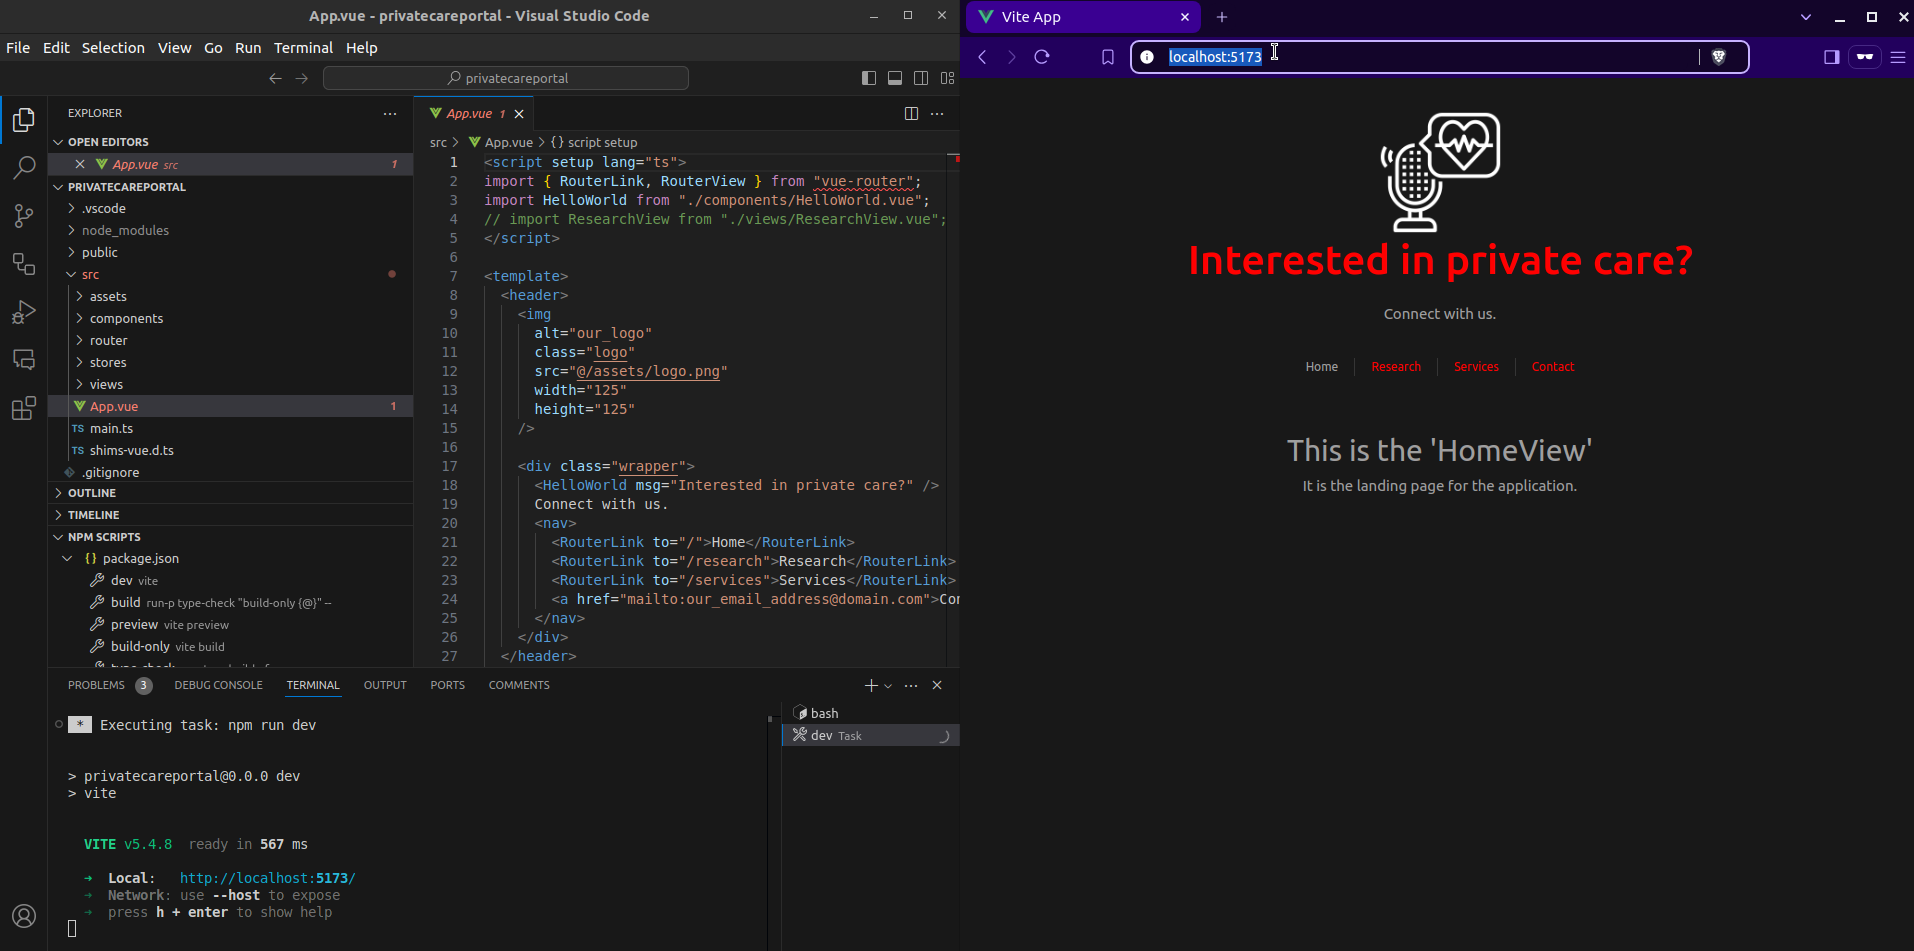 App.vue - privatecareportal - Visual Studio Code
File Edit Selection View Go Run Terminal Help
privatecareportal
EXPLORER
OPEN EDITORS
App.vue src 1
PRIVATECAREPORTAL
.vscode
node_modules
public
src
assets
components
router
stores
views
App.vue 1
TS main.ts
TS shims-vue.d.ts
.gitignore
OUTLINE
TIMELINE
NPM SCRIPTS
{} package.json
dev vite
build run-p type-check "build-only {@}" --
preview vite preview
build-only vite build
App.vue 1
src > App.vue > {} script setup
1 <script setup lang="ts">
2 import { RouterLink, RouterView } from "vue-router";
3 import HelloWorld from "./components/HelloWorld.vue";
4 // import ResearchView from "./views/ResearchView.vue";
5 </script>
6
7 <template>
8 <header>
9 <img
10 alt="our_logo"
11 class="logo"
12 src="@/assets/logo.png"
13 width="125"
14 height="125"
15 />
16
17 <div class="wrapper">
18 <HelloWorld msg="Interested in private care?" />
19 Connect with us.
20 <nav>
21 <RouterLink to="/">Home</RouterLink>
22 <RouterLink to="/research">Research</RouterLink>
23 <RouterLink to="/services">Services</RouterLink>
24 <a href="mailto:our_email_address@domain.com">Con
25 </nav>
26 </div>
27 </header>
PROBLEMS 3 DEBUG CONSOLE TERMINAL OUTPUT PORTS COMMENTS
* Executing task: npm run dev
> privatecareportal@0.0.0 dev
> vite
VITE v5.4.8 ready in 567 ms
➜ Local: http://localhost:5173/
➜ Network: use --host to expose
➜ press h + enter to show help
bash
dev Task
Vite App
localhost:5173
Interested in private care?
Connect with us.
Home Research Services Contact
This is the 'HomeView'
It is the landing page for the application.